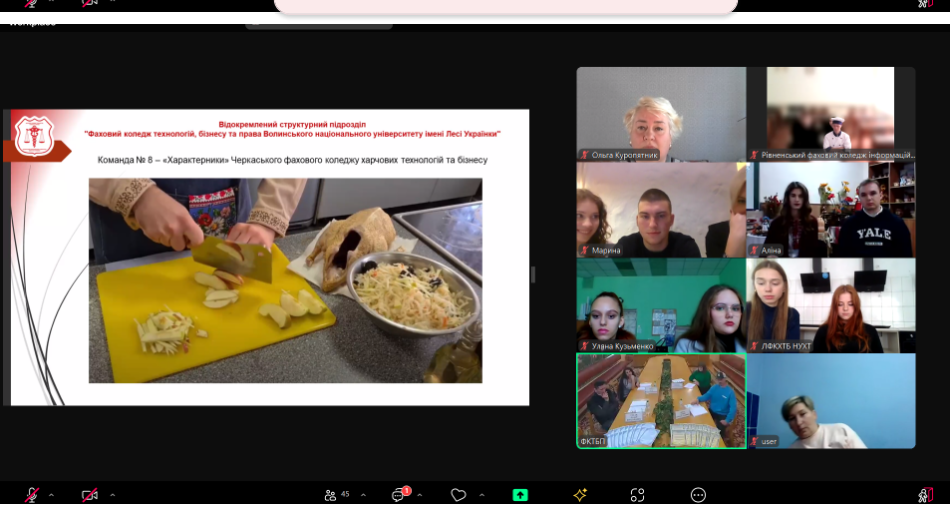 Відокремлений структурний підрозділ
"Фаховий коледж технологій, бізнесу та права Волинського національного університету імені Лесі Українки"
Команда № 8 – «Характерники» Черкаського фахового коледжу харчових технологій та бізнесу
Ольга Куропятник
Рівненський фаховий коледж інформацій...
Марина
Аліна
YALE
Уляна Кузьменко
ЛФКХТБ НУХТ
ФКТБП
user
45